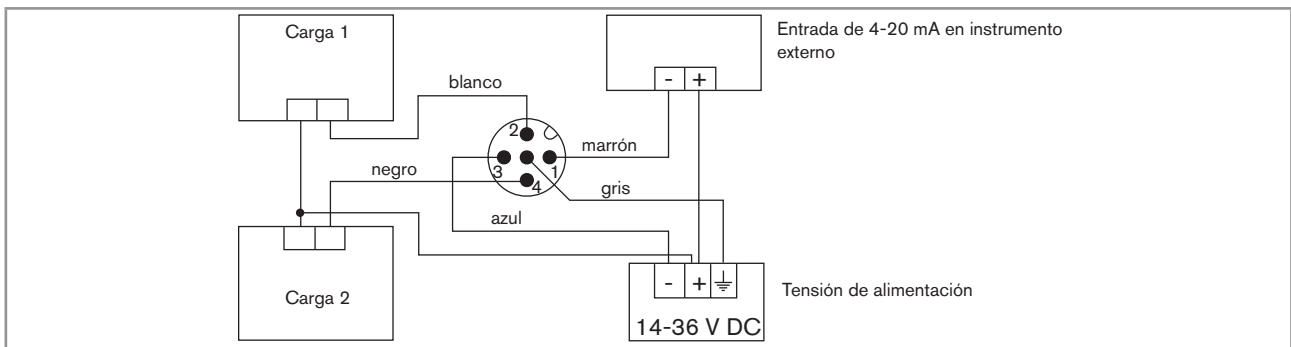 Carga 1
Entrada de 4-20 mA en instrumento
externo
- +
blanco
2
marrón
3
1
negro
4
gris
azul
- +
Carga 2
Tensión de alimentación
14-36 V DC